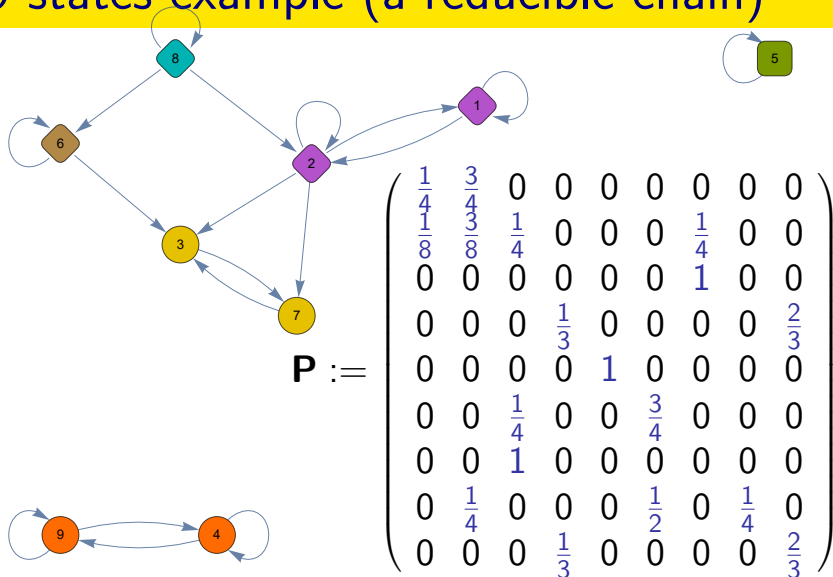 states example (a reducible chain)
8
5
1
6
2
3
7
9
4
P :=
1/4 3/4 0 0 0 0 0 0 0
1/8 3/8 1/4 0 0 0 1/4 0 0
0 0 0 0 0 0 1 0 0
0 0 0 1/3 0 0 0 0 2/3
0 0 0 0 1 0 0 0 0
0 0 1/4 0 0 3/4 0 0 0
0 0 1 0 0 0 0 0 0
0 1/4 0 0 0 1/2 0 1/4 0
0 0 0 1/3 0 0 0 0 2/3